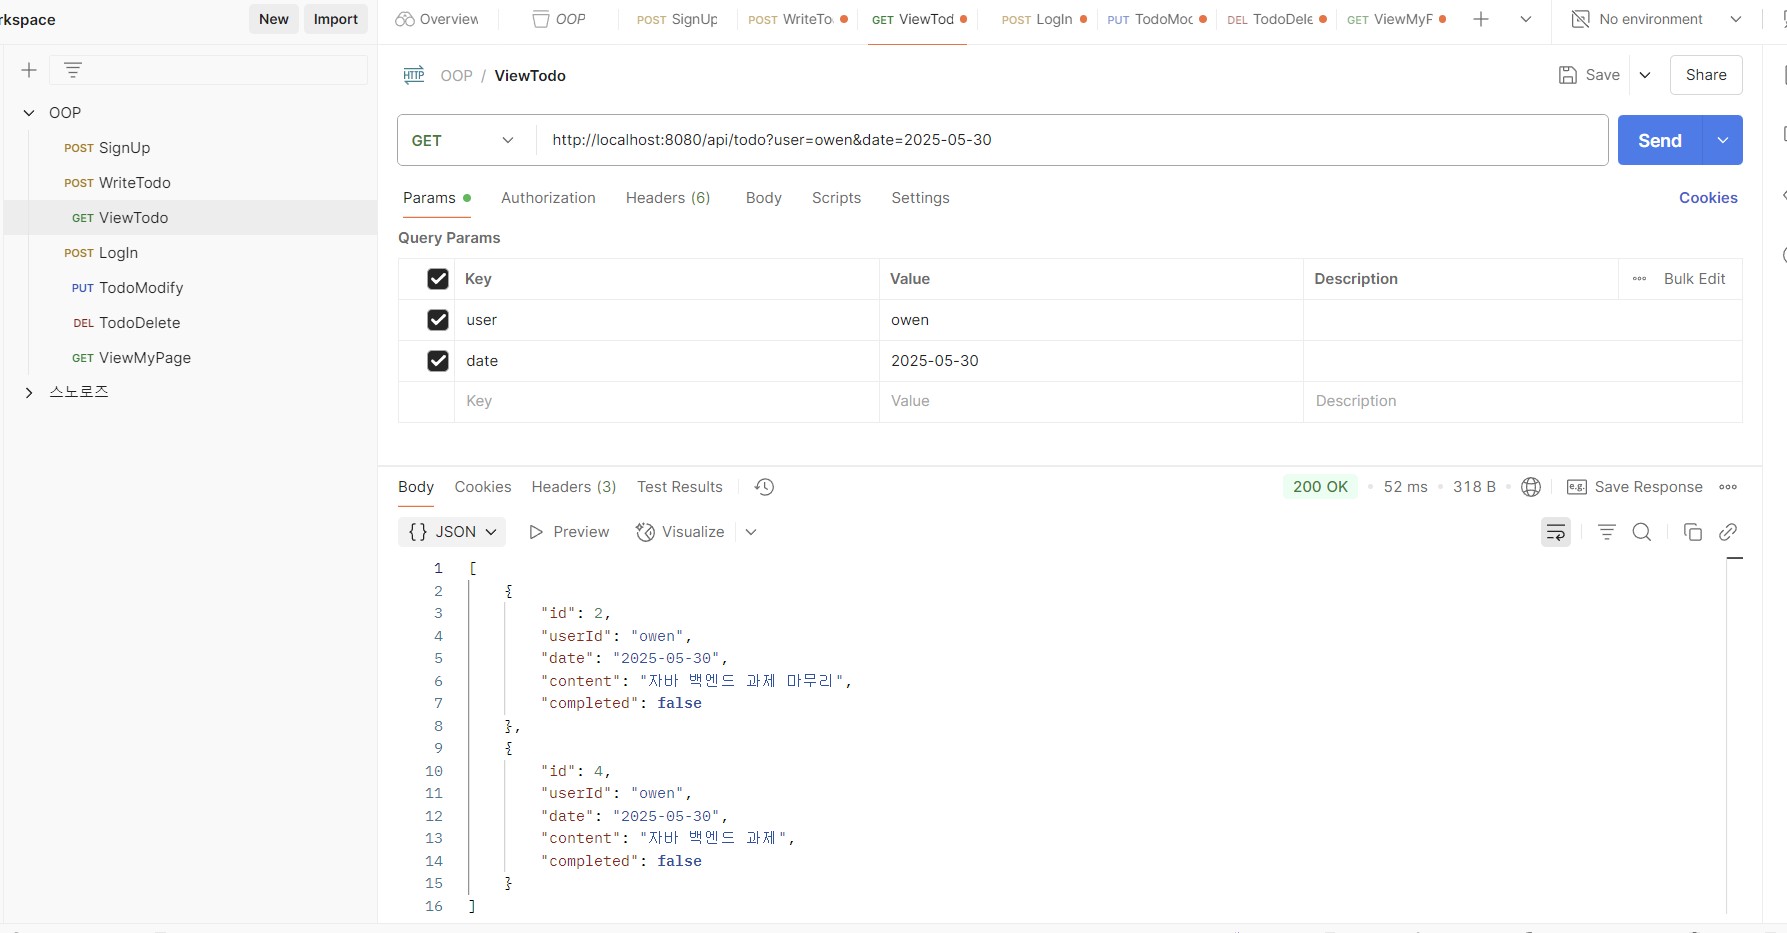 rkspace New Import Overview OOP POST SignUp POST WriteTo GET ViewTod POST LogIn PUT TodoMoc DEL TodoDele GET ViewMyF No environment
OOP / ViewTodo Save Share
OOP
POST SignUp
POST WriteTodo
GET ViewTodo
POST LogIn
PUT TodoModify
DEL TodoDelete
GET ViewMyPage
스노로즈
GET http://localhost:8080/api/todo?user=owen&date=2025-05-30 Send
Params Authorization Headers (6) Body Scripts Settings Cookies
Query Params
Key Value Description Bulk Edit
user owen
date 2025-05-30
Key Value Description
Body Cookies Headers (3) Test Results 200 OK 52 ms 318 B e.g. Save Response
{} JSON Preview Visualize
1 [
2 {
3 "id": 2,
4 "userId": "owen",
5 "date": "2025-05-30",
6 "content": "자바 백엔드 과제 마무리",
7 "completed": false
8 },
9 {
10 "id": 4,
11 "userId": "owen",
12 "date": "2025-05-30",
13 "content": "자바 백엔드 과제",
14 "completed": false
15 }
16 ]